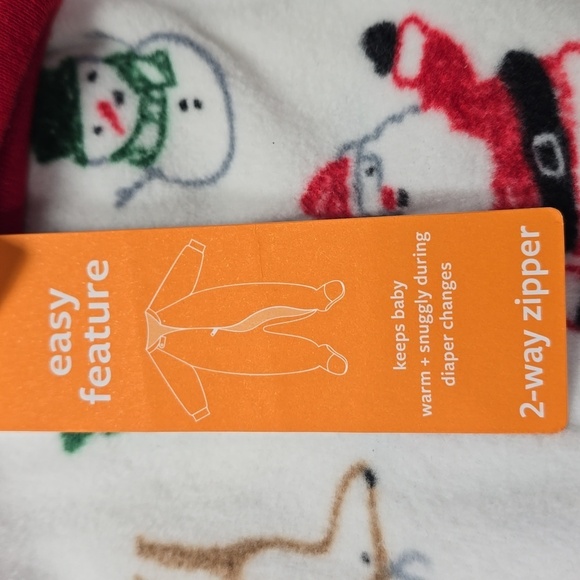 easy
feature
keeps baby
warm + snuggly during
diaper changes
2-way zipper